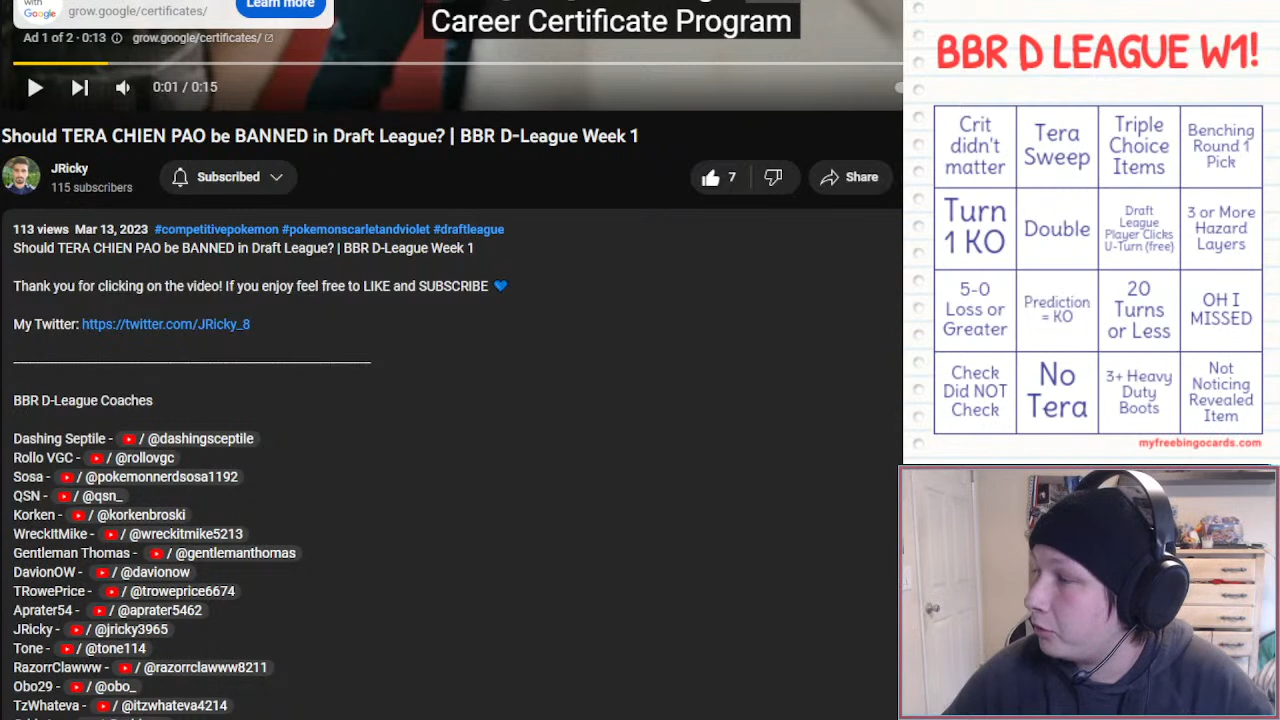 with
Google
grow.google/certificates/
Learn more
Career Certificate Program
Ad 1 of 2 · 0:13
grow.google/certificates/
0:01 / 0:15
Should TERA CHIEN PAO be BANNED in Draft League? | BBR D-League Week 1
JRicky
115 subscribers
Subscribed
7
Share
113 views Mar 13, 2023 #competitivepokemon #pokemonscarletandviolet #draftleague
Should TERA CHIEN PAO be BANNED in Draft League? | BBR D-League Week 1
Thank you for clicking on the video! If you enjoy feel free to LIKE and SUBSCRIBE 💙
My Twitter: https://twitter.com/JRicky_8
BBR D-League Coaches
Dashing Septile - / @dashingsceptile
Rollo VGC - / @rollovgc
Sosa - / @pokemonnerdsosa1192
QSN - / @qsn_
Korken - / @korkenbroski
WreckItMike - / @wreckitmike5213
Gentleman Thomas - / @gentlemanthomas
DavionOW - / @davionow
TRowePrice - / @troweprice6674
Aprater54 - / @aprater5462
JRicky - / @jricky3965
Tone - / @tone114
RazorrClawww - / @razorrclawww8211
Obo29 - / @obo_
TzWhateva - / @itzwhateva4214
BBR D LEAGUE W1!
Crit
didn't
matter
Tera
Sweep
Triple
Choice
Items
Benching
Round 1
Pick
Turn
1 KO
Double
Draft
League
Player Clicks
U-Turn (free)
3 or More
Hazard
Layers
5-0
Loss or
Greater
Prediction
= KO
20
Turns
or Less
OH I
MISSED
Check
Did NOT
Check
No
Tera
3+ Heavy
Duty
Boots
Not
Noticing
Revealed
Item
myfreebingocards.com